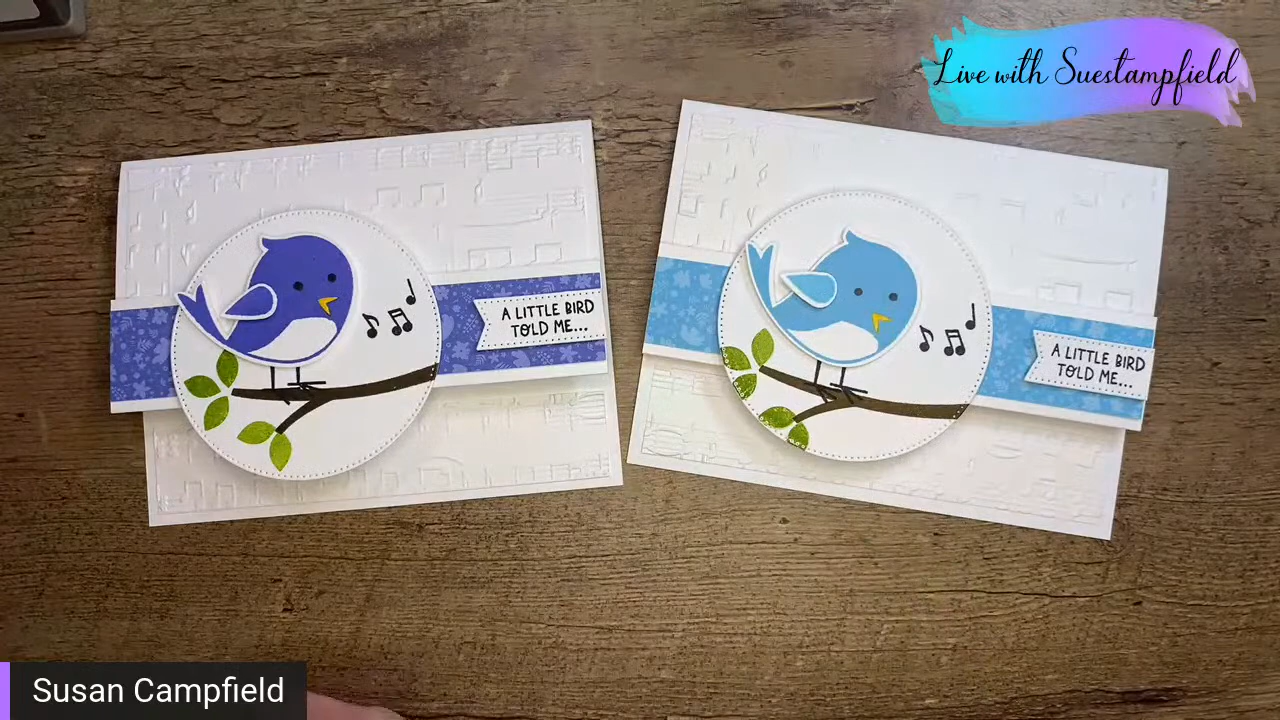 Live with Suestampfield
A LITTLE BIRD
TOLD ME...
A LITTLE BIRD
TOLD ME...
Susan Campfield